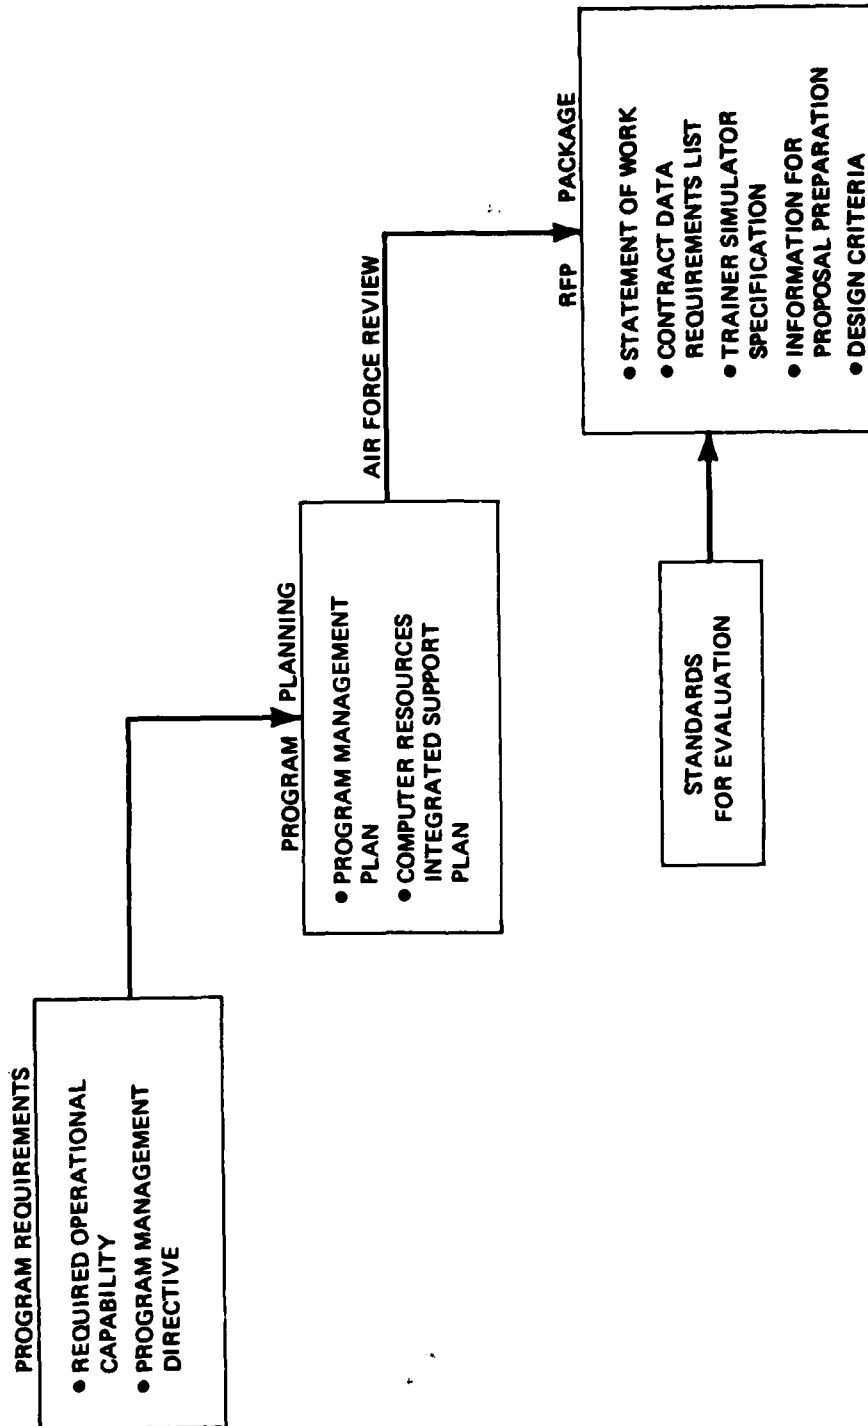 PROGRAM REQUIREMENTS
● REQUIRED OPERATIONAL
CAPABILITY
● PROGRAM MANAGEMENT
DIRECTIVE
PROGRAM PLANNING
● PROGRAM MANAGEMENT
PLAN
● COMPUTER RESOURCES
INTEGRATED SUPPORT
PLAN
AIR FORCE REVIEW
RFP PACKAGE
● STATEMENT OF WORK
● CONTRACT DATA
REQUIREMENTS LIST
● TRAINER SIMULATOR
SPECIFICATION
● INFORMATION FOR
PROPOSAL PREPARATION
● DESIGN CRITERIA
STANDARDS
FOR EVALUATION